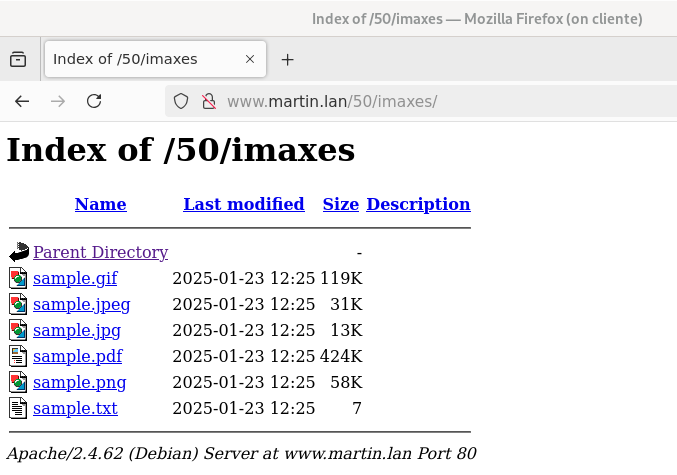 Index of /50/imaxes — Mozilla Firefox (on cliente)
Index of /50/imaxes
www.martin.lan/50/imaxes/
Index of /50/imaxes
Name Last modified Size Description
Parent Directory -
sample.gif 2025-01-23 12:25 119K
sample.jpeg 2025-01-23 12:25 31K
sample.jpg 2025-01-23 12:25 13K
sample.pdf 2025-01-23 12:25 424K
sample.png 2025-01-23 12:25 58K
sample.txt 2025-01-23 12:25 7
Apache/2.4.62 (Debian) Server at www.martin.lan Port 80